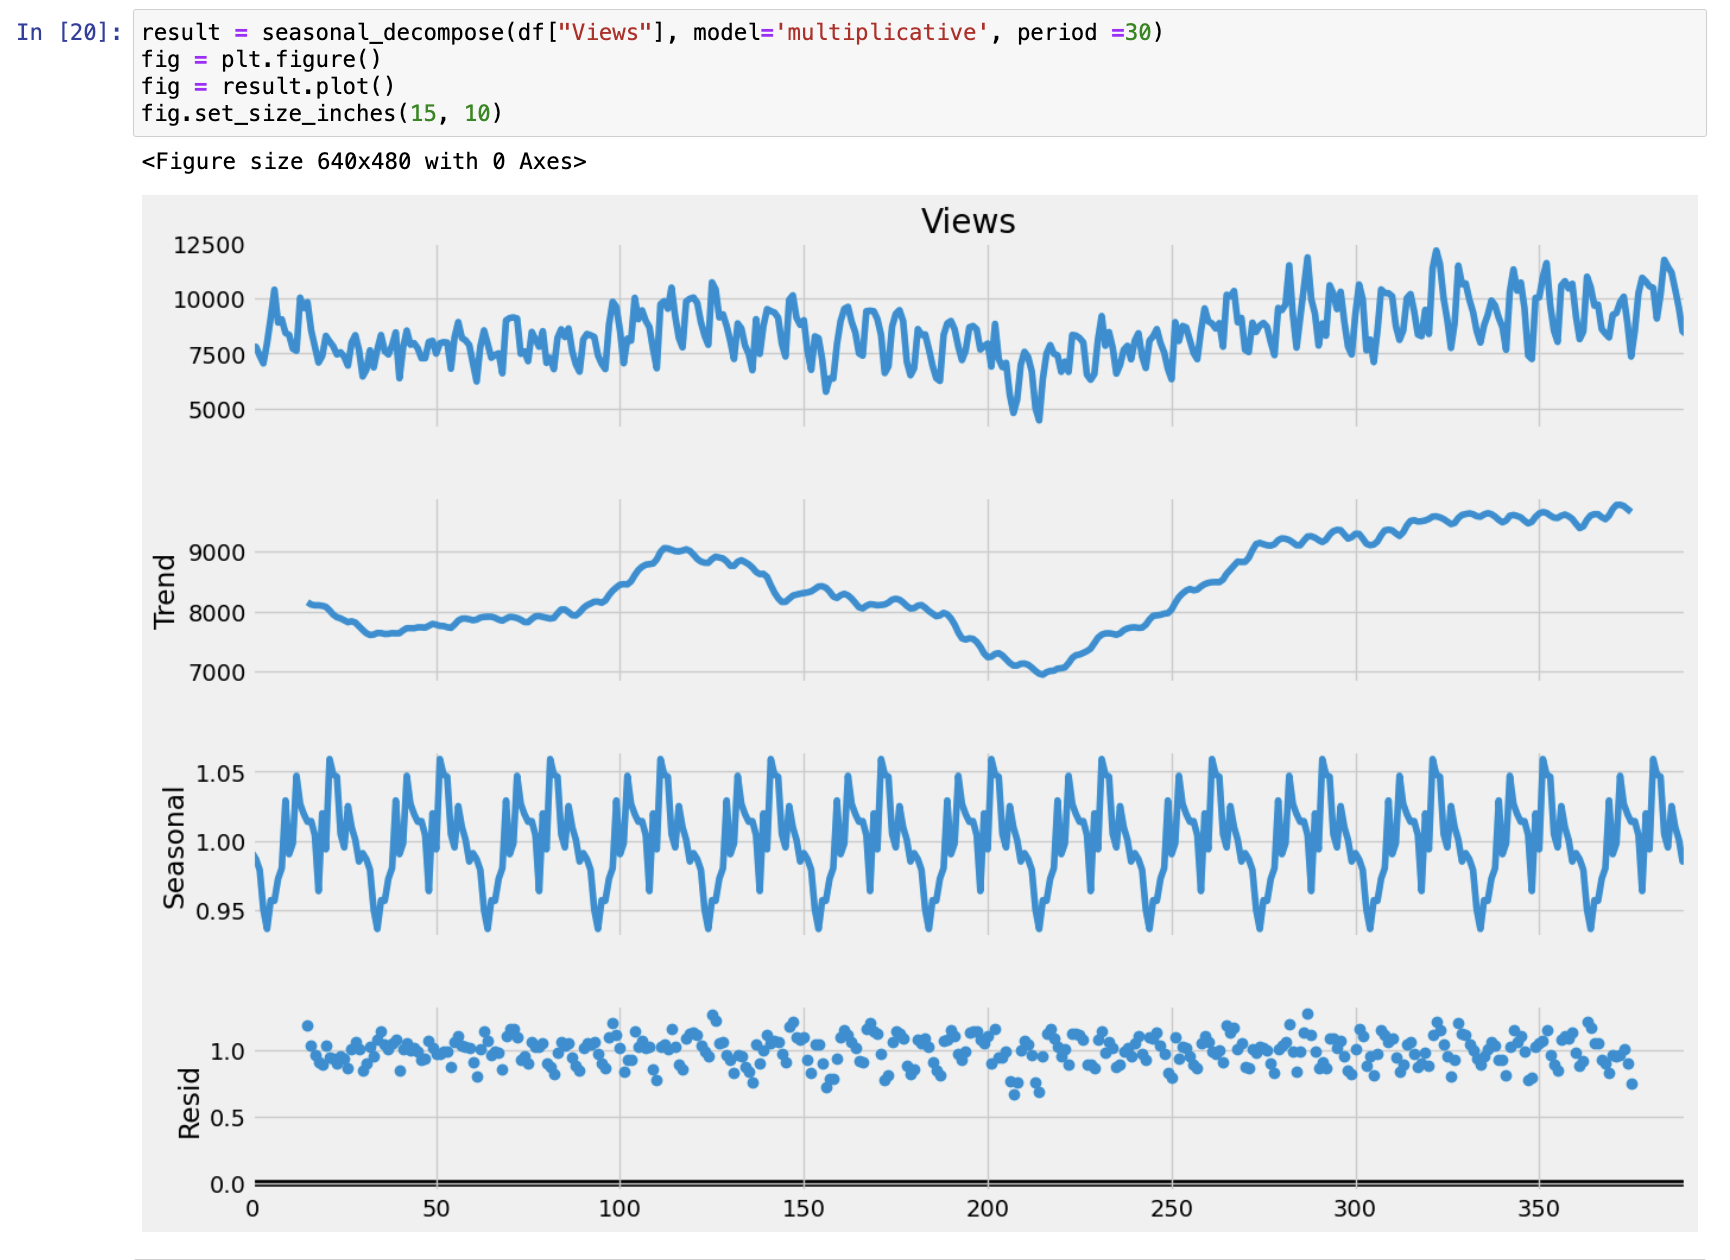 In [20]: result = seasonal_decompose(df["Views"], model='multiplicative', period =30)
fig = plt.figure()
fig = result.plot()
fig.set_size_inches(15, 10)
<Figure size 640x480 with 0 Axes>
Views
12500
10000
7500
5000
Trend
9000
8000
7000
Seasonal
1.05
1.00
0.95
Resid
1.0
0.5
0.0
0 50 100 150 200 250 300 350